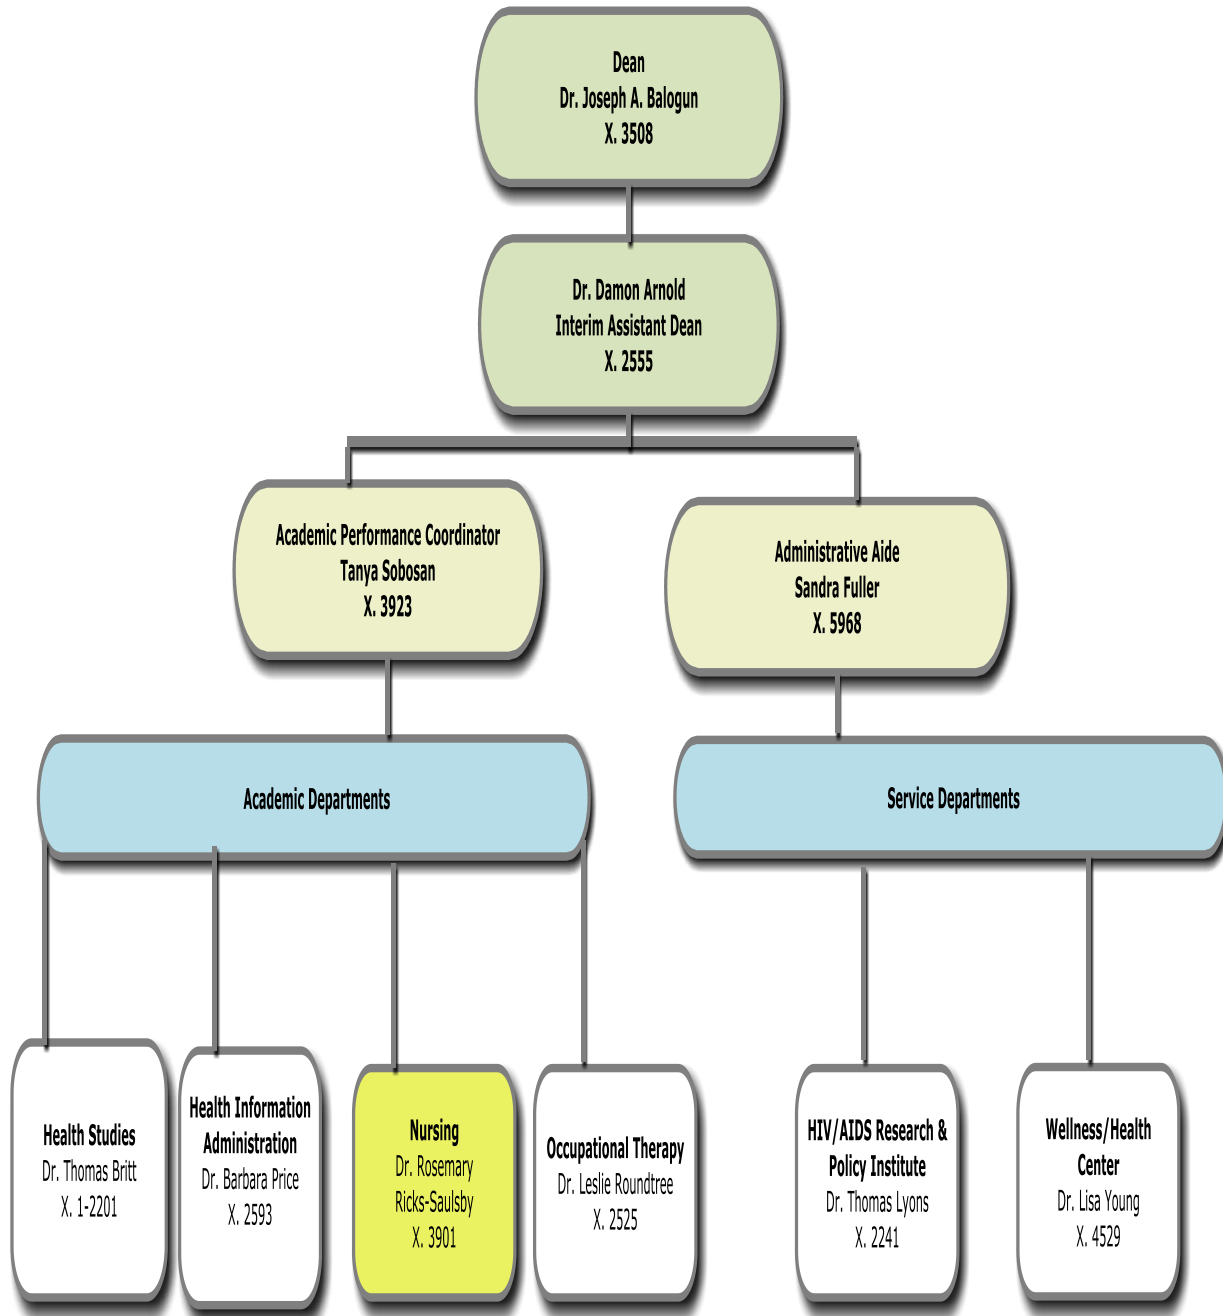 Dean
Dr. Joseph A. Balogun
X. 3508
Dr. Damon Arnold
Interim Assistant Dean
X. 2555
Academic Performance Coordinator
Tanya Sobosan
X. 3923
Administrative Aide
Sandra Fuller
X. 5968
Academic Departments
Service Departments
Health Studies
Dr. Thomas Britt
X. 1-2201
Health Information
Administration
Dr. Barbara Price
X. 2593
Nursing
Dr. Rosemary
Ricks-Saulsby
X. 3901
Occupational Therapy
Dr. Leslie Roundtree
X. 2525
HIV/AIDS Research &
Policy Institute
Dr. Thomas Lyons
X. 2241
Wellness/Health
Center
Dr. Lisa Young
X. 4529